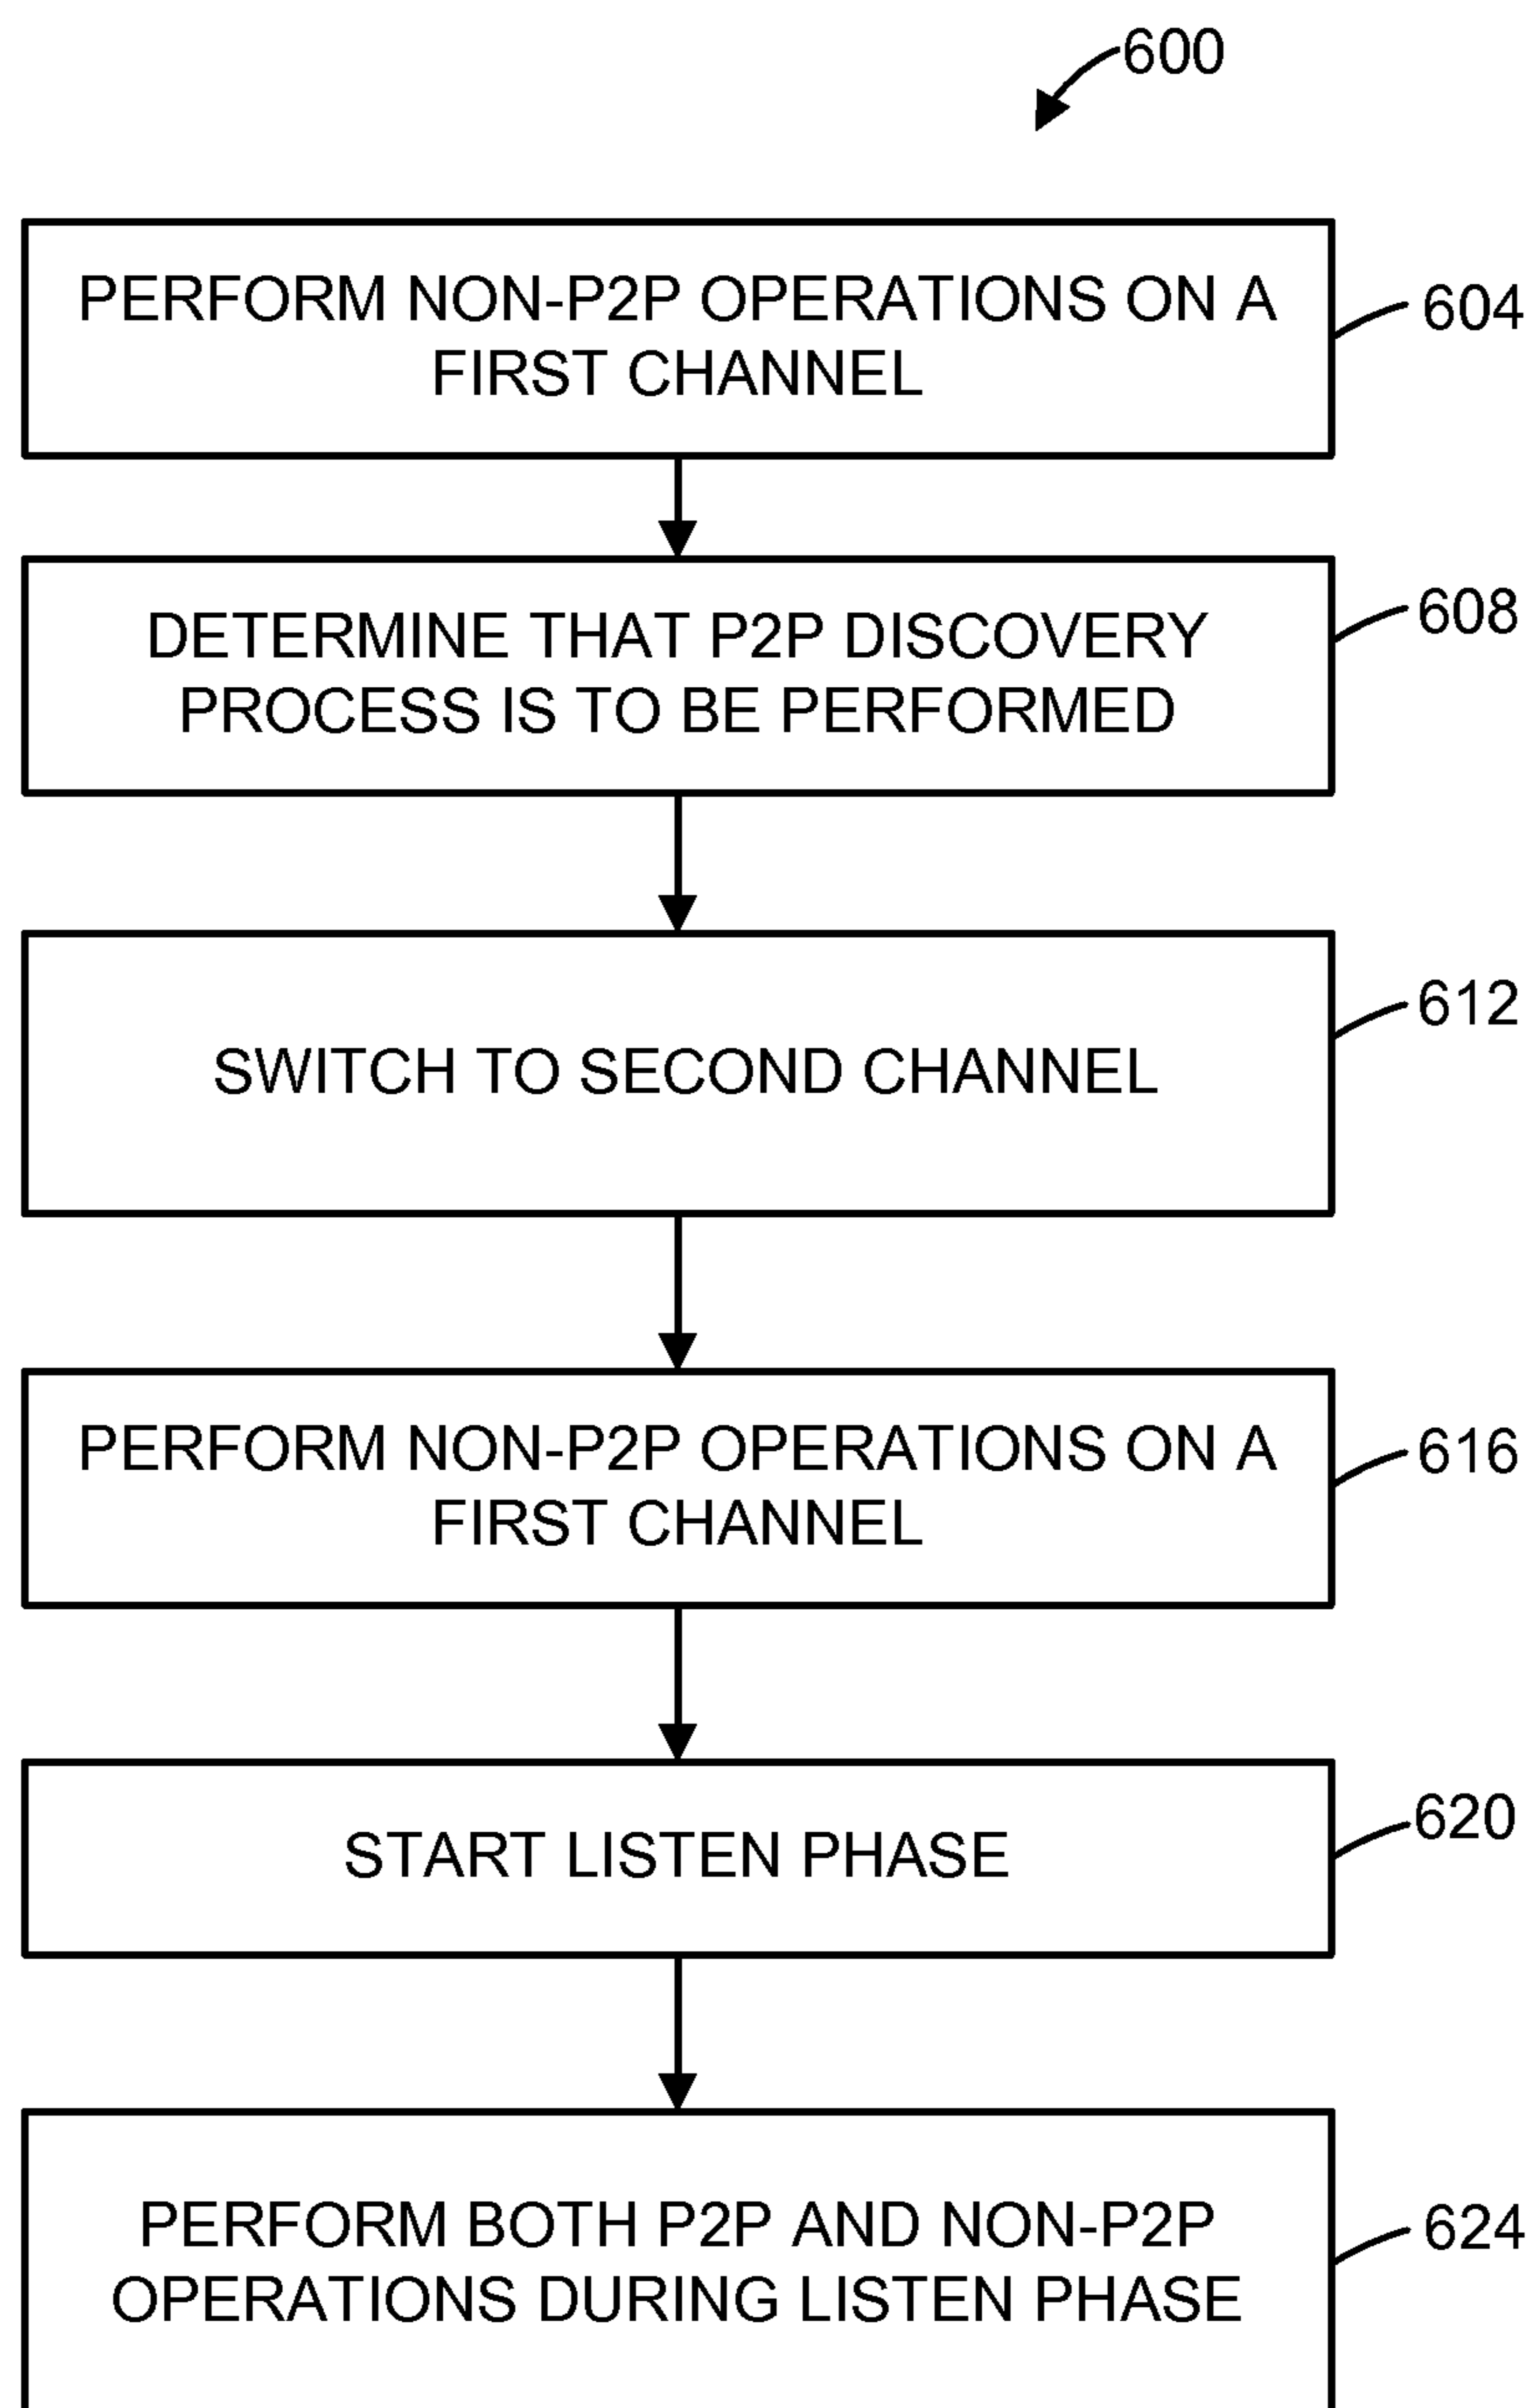 600
PERFORM NON-P2P OPERATIONS ON A
FIRST CHANNEL
604
DETERMINE THAT P2P DISCOVERY
PROCESS IS TO BE PERFORMED
608
SWITCH TO SECOND CHANNEL
612
PERFORM NON-P2P OPERATIONS ON A
FIRST CHANNEL
616
START LISTEN PHASE
620
PERFORM BOTH P2P AND NON-P2P
OPERATIONS DURING LISTEN PHASE
624